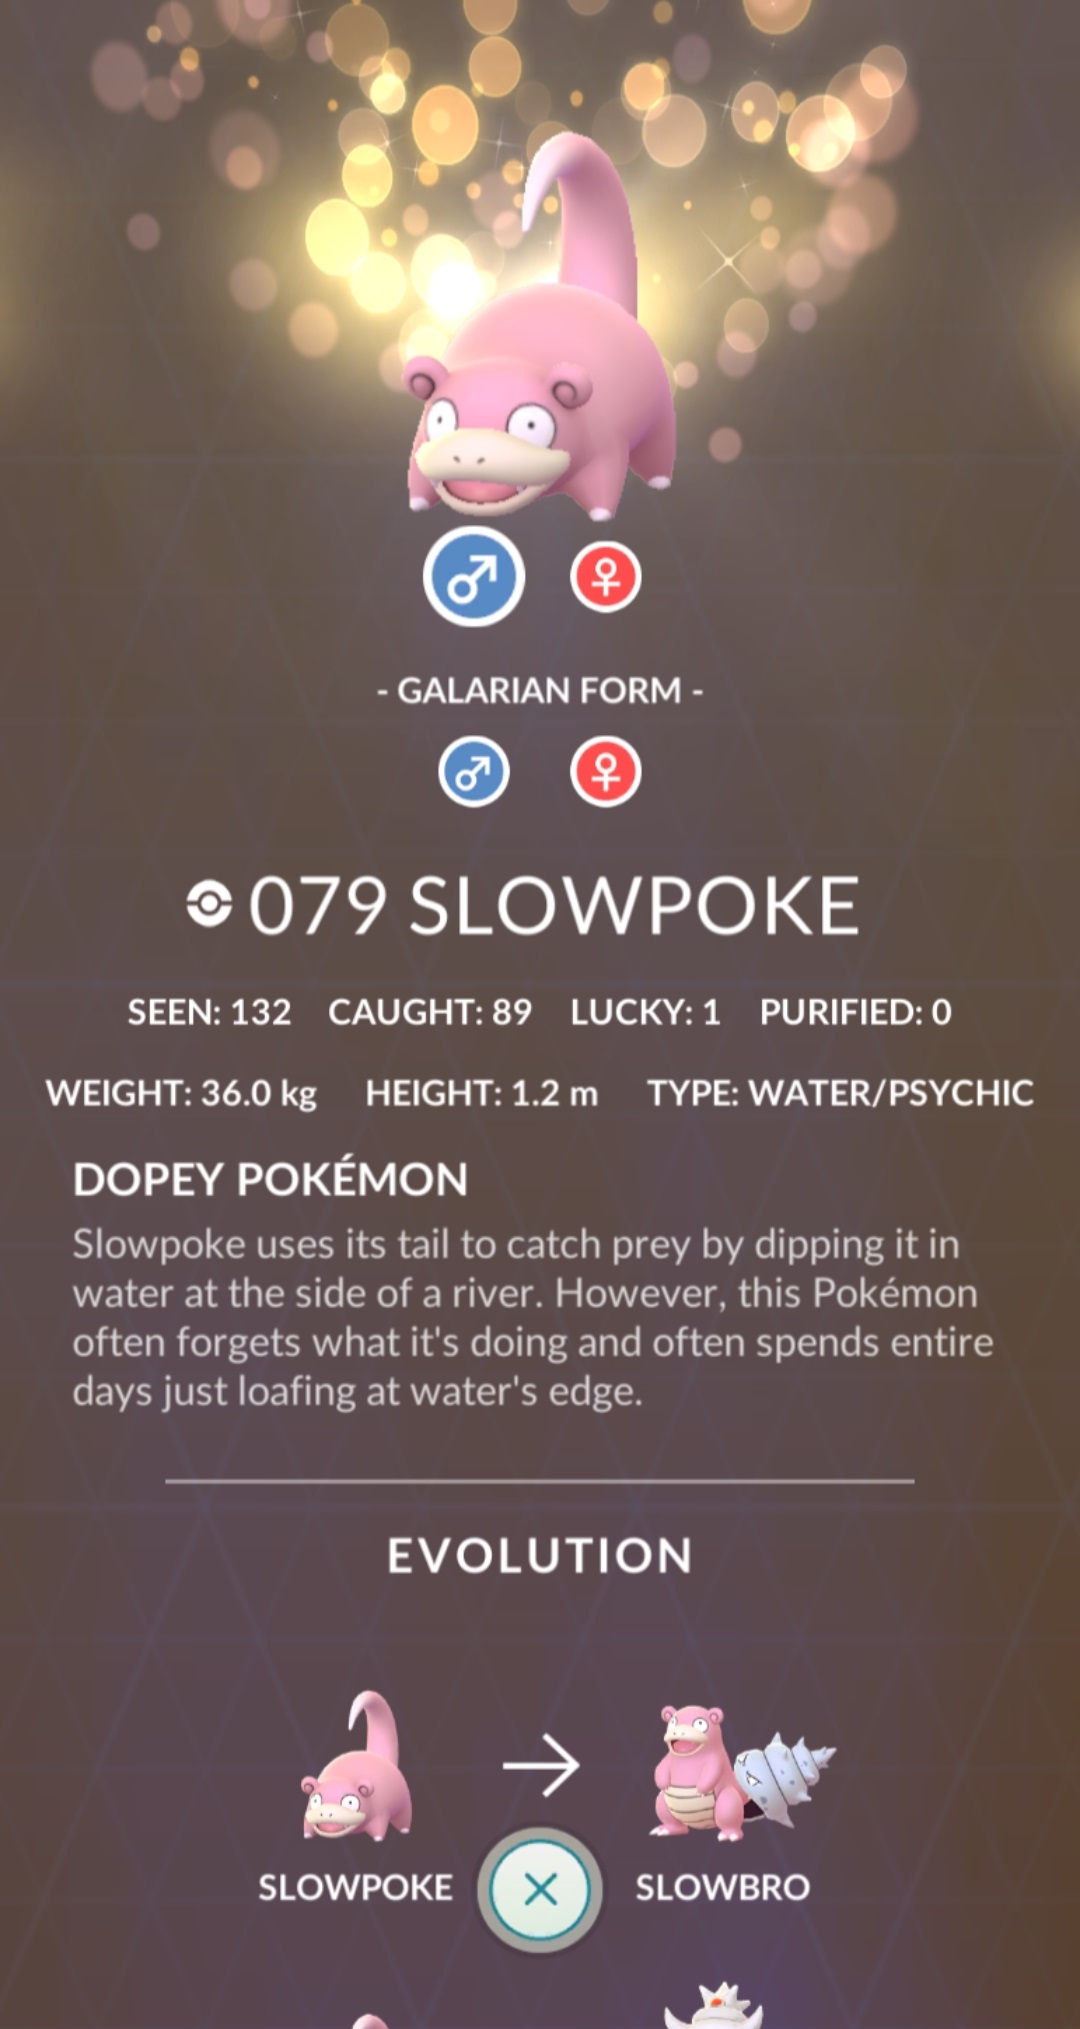 - GALARIAN FORM -
079 SLOWPOKE
SEEN: 132 CAUGHT: 89 LUCKY: 1 PURIFIED: 0
WEIGHT: 36.0 kg HEIGHT: 1.2 m TYPE: WATER/PSYCHIC
DOPEY POKÉMON
Slowpoke uses its tail to catch prey by dipping it in
water at the side of a river. However, this Pokémon
often forgets what it's doing and often spends entire
days just loafing at water's edge.
EVOLUTION
SLOWPOKE SLOWBRO